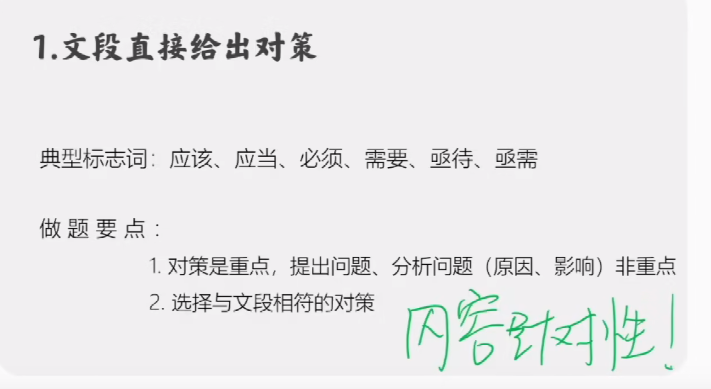 1.文段直接给出对策
典型标志词：应该、应当、必须、需要、亟待、亟需
做题要点：
1. 对策是重点，提出问题、分析问题（原因、影响）非重点
2. 选择与文段相符的对策
内容针对性！